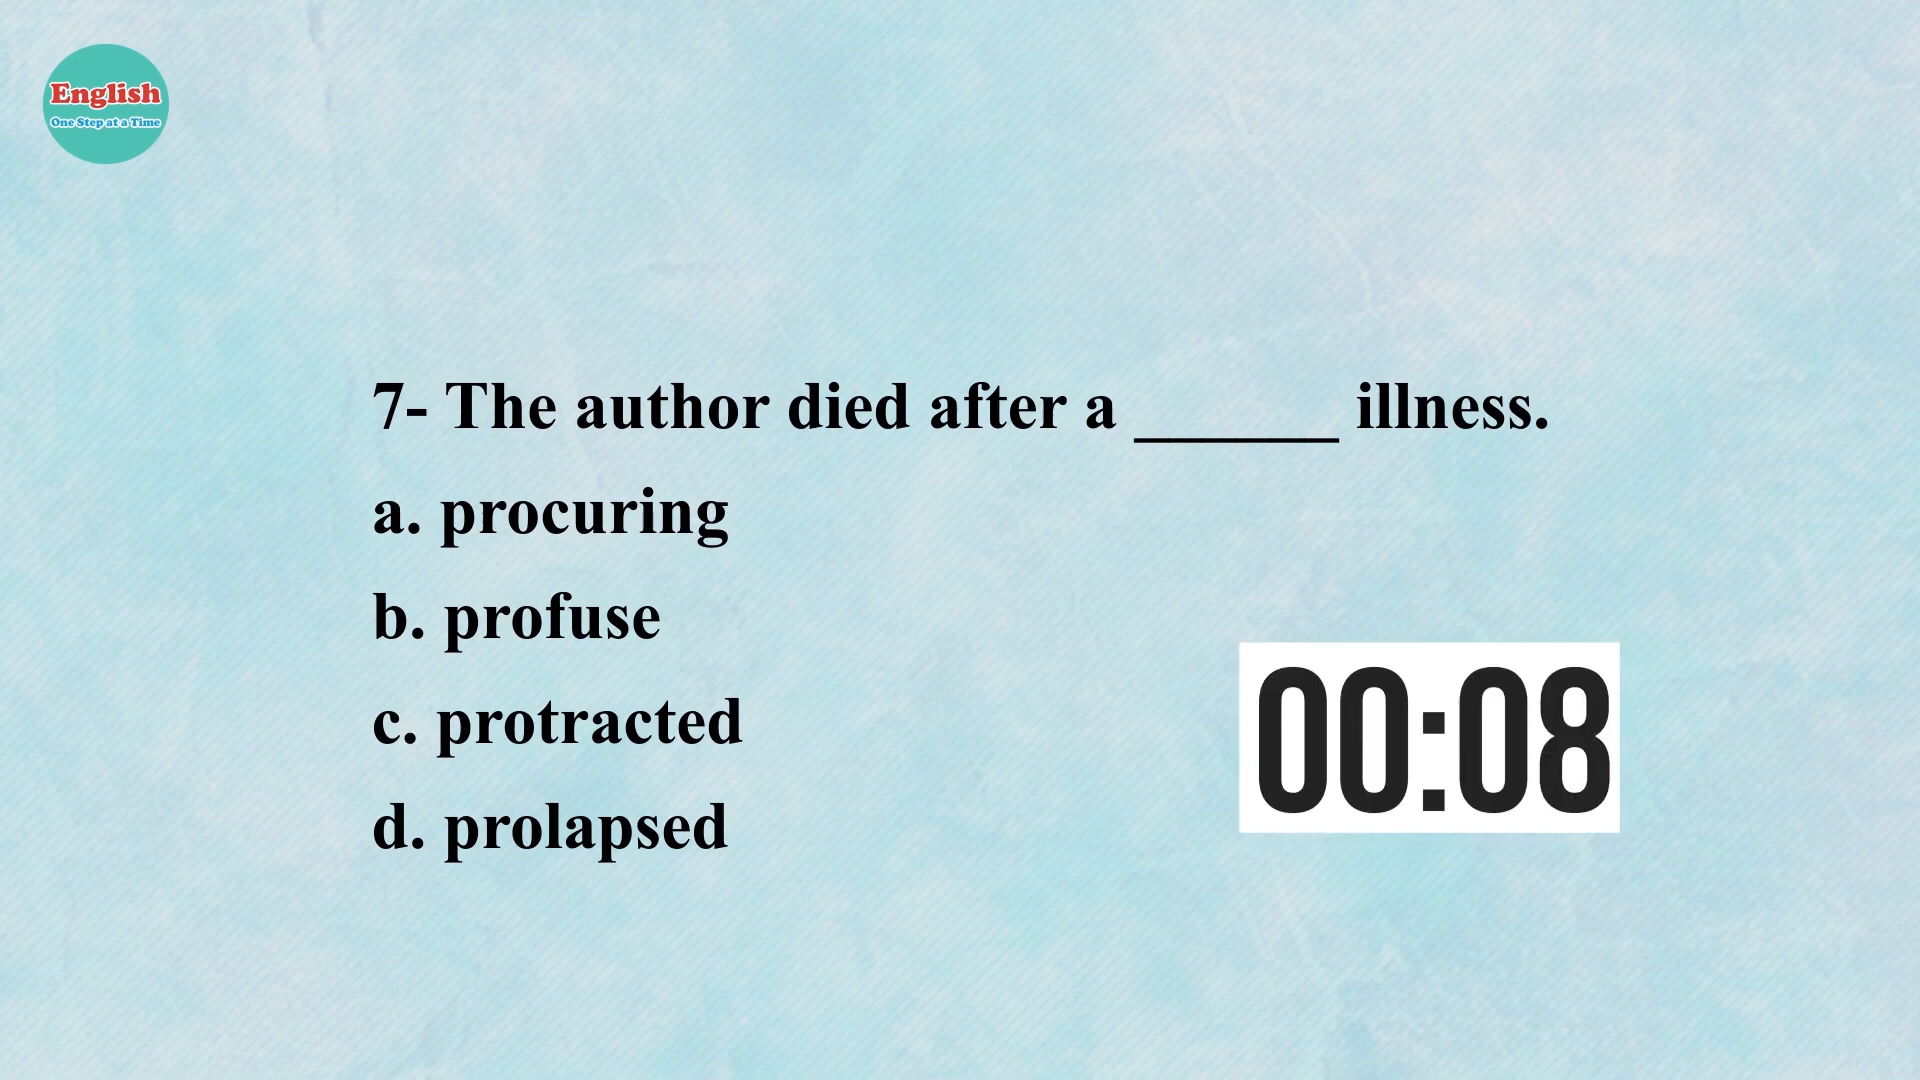 English
One Step at a Time
7- The author died after a ______ illness.
a. procuring
b. profuse
c. protracted
d. prolapsed
00:08